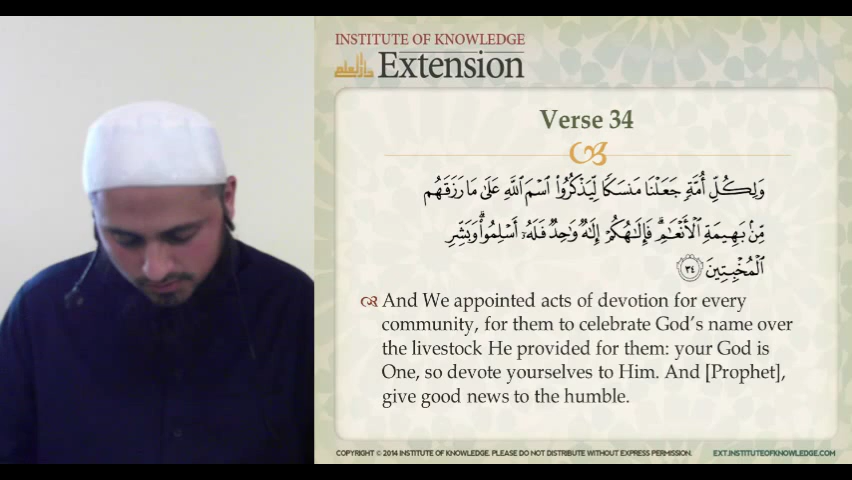 INSTITUTE OF KNOWLEDGE
دار العلم Extension
Verse 34
وَلِكُلِّ أُمَّةٍ جَعَلْنَا مَنسَكًا لِّيَذْكُرُوا۟ ٱسْمَ ٱللَّهِ عَلَىٰ مَا رَزَقَهُم
مِّنۢ بَهِيمَةِ ٱلْأَنْعَـٰمِ ۗ فَإِلَـٰهُكُمْ إِلَـٰهٌ وَٰحِدٌ فَلَهُۥٓ أَسْلِمُوا۟ ۗ وَبَشِّرِ
ٱلْمُخْبِتِينَ ٣٤
And We appointed acts of devotion for every
community, for them to celebrate God's name over
the livestock He provided for them: your God is
One, so devote yourselves to Him. And [Prophet],
give good news to the humble.
COPYRIGHT © 2014 INSTITUTE OF KNOWLEDGE. PLEASE DO NOT DISTRIBUTE WITHOUT EXPRESS PERMISSION. EXT.INSTITUTEOFKNOWLEDGE.COM